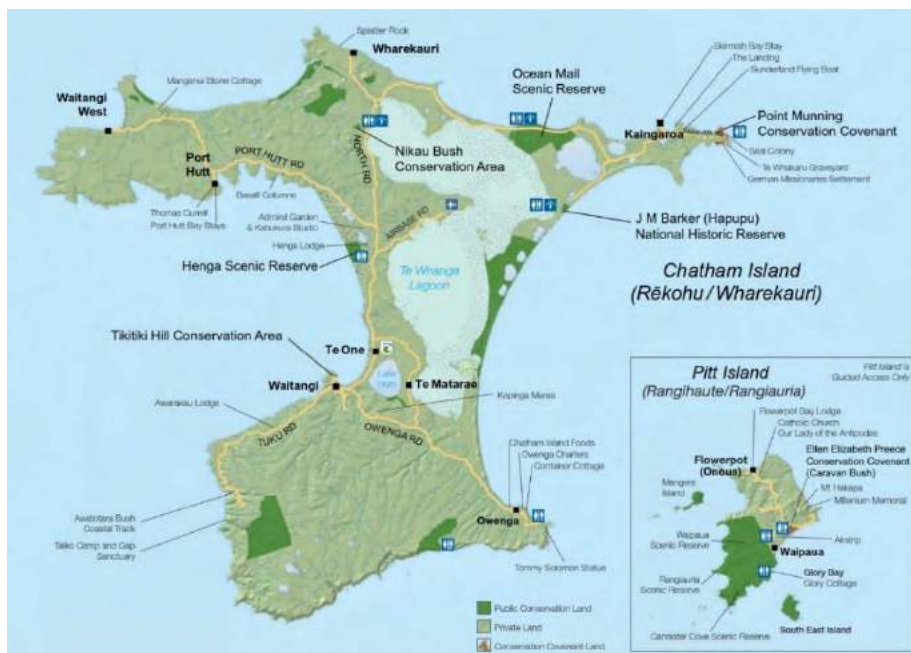 Splatter Rock
Wharekauri
Skirmish Bay Stay
The Landing
Sunderland Flying Boat
Ocean Mail
Scenic Reserve
Mangama Stone Cottage
Waitangi
West
Kaingaroa
Point Munning
Conservation Covenant
Nikau Bush
Conservation Area
Seal Colony
Te Whakaru Graveyard
German Missionaries Settlement
Port
Hutt
PORT HUTT RD
NORTH RD
Basalt Columns
Thomas Currell
Port Hutt Bay Stays
Admiral Garden
& Kahukura Studio
AIRBASE RD
J M Barker (Hapupu)
National Historic Reserve
Henga Lodge
Henga Scenic Reserve
Te Whanga
Lagoon
Chatham Island
(Rēkohu/Wharekauri)
Tikitiki Hill Conservation Area
Te One
Waitangi
Lake
Te Matarae
Kopinga Marae
Awarakau Lodge
TUKU RD
OWENGA RD
Chatham Island Foods
Owenga Charters
Container Cottage
Owenga
Awatotara Bush
Coastal Track
Taiko Camp and Gap
Sanctuary
Tommy Solomon Statue
Public Conservation Land
Private Land
Conservation Covenant Land
Pitt Island
(Rangihaute/Rangiauria)
Pitt Island is
Guided Access Only
Flowerpot Bay Lodge
Catholic Church
Our Lady of the Antipodes
Flowerpot
(Onoua)
Ellen Elizabeth Preece
Conservation Covenant
(Caravan Bush)
Mt Hakepa
Millenium Memorial
Mangere
Island
Airstrip
Waipaua
Scenic Reserve
Waipaua
Rangiauria
Scenic Reserve
Glory Bay
Glory Cottage
Cannister Cove Scenic Reserve
South East Island